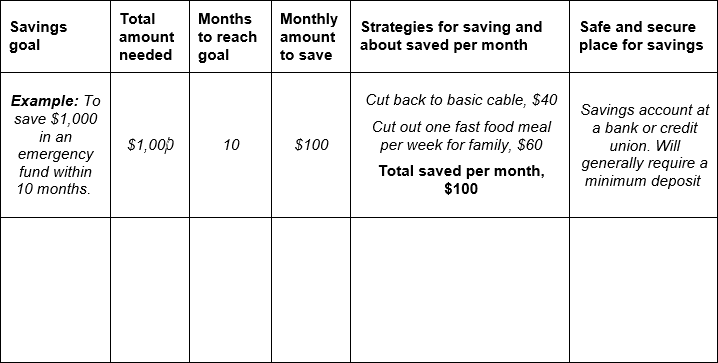 Savings
goal
Total
amount
needed
Months
to reach
goal
Monthly
amount
to save
Strategies for saving and
about saved per month
Safe and secure
place for savings
Example: To
save $1,000
in an
emergency
fund within
10 months.
$1,000
10
$100
Cut back to basic cable, $40
Cut out one fast food meal
per week for family, $60
Total saved per month,
$100
Savings account at
a bank or credit
union. Will
generally require a
minimum deposit